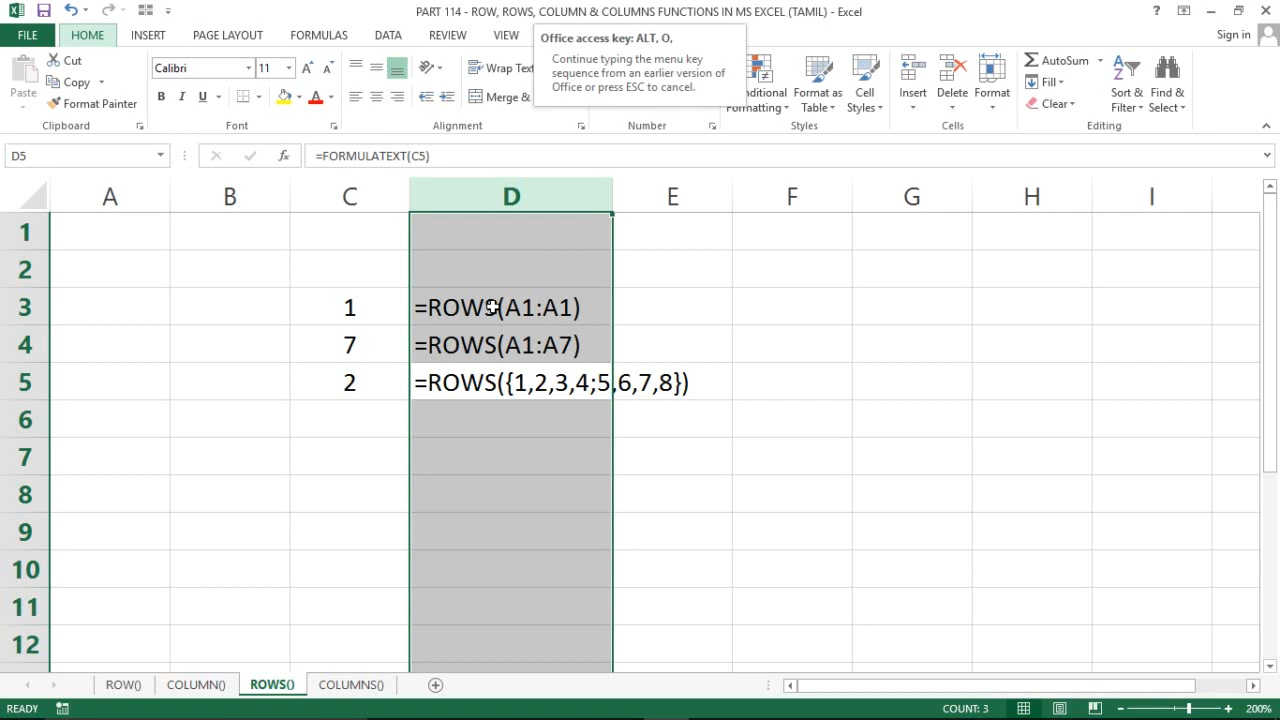 PART 114 - ROW, ROWS, COLUMN & COLUMNS FUNCTIONS IN MS EXCEL (TAMIL) - Excel
?
FILE HOME INSERT PAGE LAYOUT FORMULAS DATA REVIEW VIEW Sign in
Office access key: ALT, O,
Continue typing the menu key
sequence from an earlier version of
Office or press ESC to cancel.
Paste
Cut
Copy
Format Painter
Clipboard
Calibri 11
B I U A
Font
Wrap Text
Merge &
Alignment
Number
Formatting
Format as
Table
Cell
Styles
Styles
Insert
Delete
Format
Cells
AutoSum
Fill
Clear
Sort &
Filter
Find &
Select
Editing
D5 fx =FORMULATEXT(C5)
A B C D E F G H I
1
2
3 1 =ROWS(A1:A1)
4 7 =ROWS(A1:A7)
5 2 =ROWS({1,2,3,4;5,6,7,8})
6
7
8
9
10
11
12
ROW() COLUMN() ROWS() COLUMNS()
READY COUNT: 3 200%